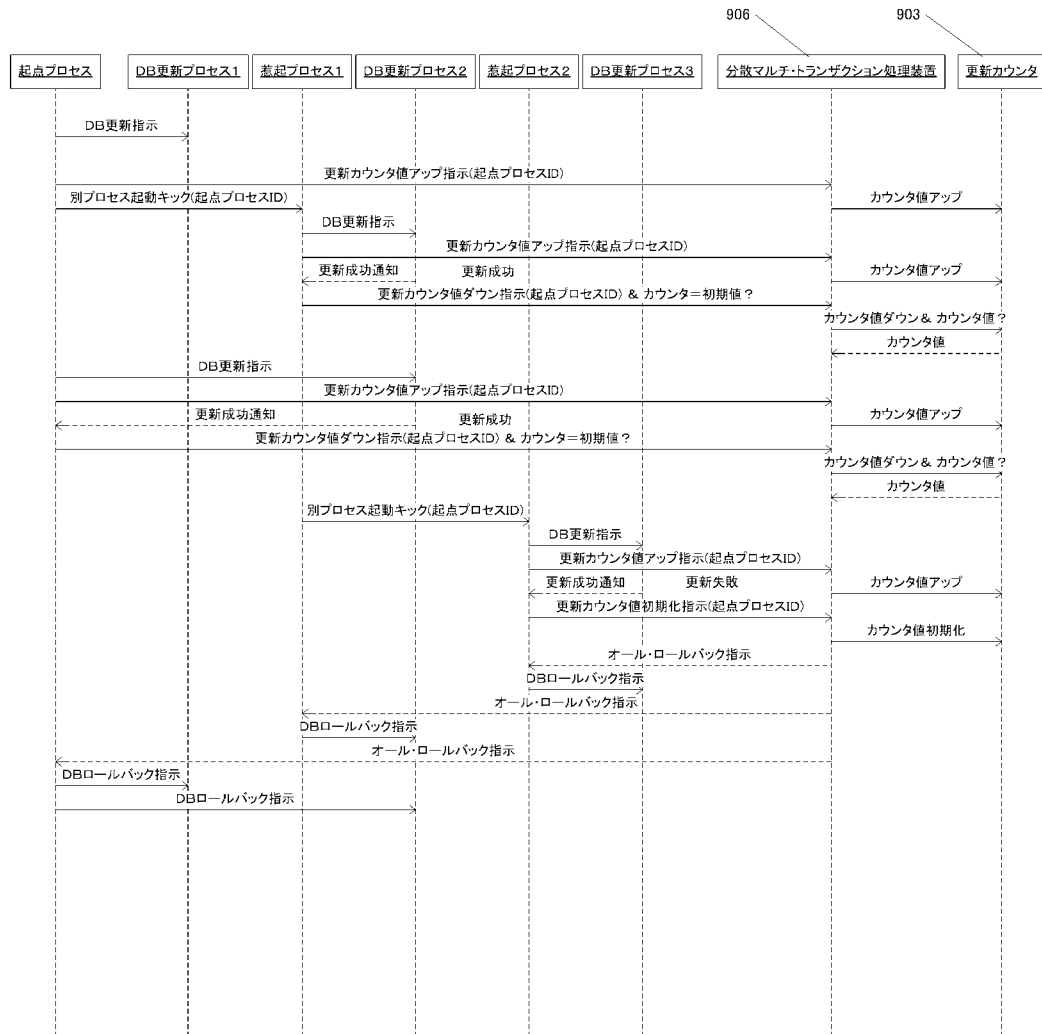 906
903
起点プロセス
DB更新プロセス1
惹起プロセス1
DB更新プロセス2
惹起プロセス2
DB更新プロセス3
分散マルチ・トランザクション処理装置
更新カウンタ
DB更新指示
更新カウンタ値アップ指示(起点プロセスID)
別プロセス起動キック(起点プロセスID)
カウンタ値アップ
DB更新指示
更新カウンタ値アップ指示(起点プロセスID)
更新成功通知
更新成功
カウンタ値アップ
更新カウンタ値ダウン指示(起点プロセスID) & カウンタ=初期値?
カウンタ値ダウン& カウンタ値?
カウンタ値
DB更新指示
更新カウンタ値アップ指示(起点プロセスID)
更新成功通知
更新成功
カウンタ値アップ
更新カウンタ値ダウン指示(起点プロセスID) & カウンタ=初期値?
カウンタ値ダウン& カウンタ値?
カウンタ値
別プロセス起動キック(起点プロセスID)
DB更新指示
更新カウンタ値アップ指示(起点プロセスID)
更新成功通知
更新失敗
カウンタ値アップ
更新カウンタ値初期化指示(起点プロセスID)
カウンタ値初期化
オール・ロールバック指示
DBロールバック指示
オール・ロールバック指示
DBロールバック指示
オール・ロールバック指示
DBロールバック指示
DBロールバック指示